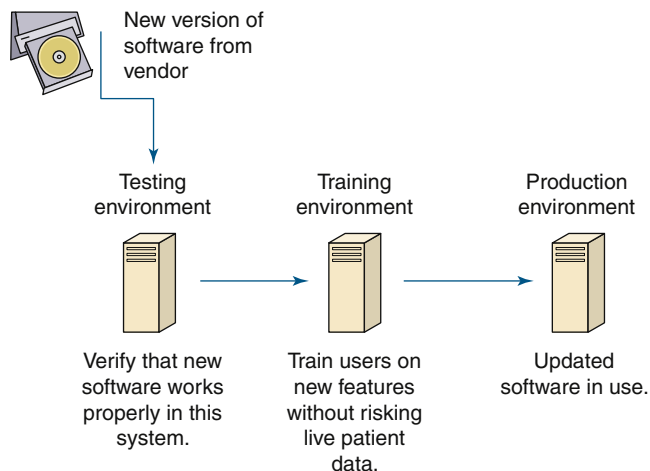 New version of
software from
vendor
Testing
environment
Training
environment
Production
environment
Verify that new
software works
properly in this
system.
Train users on
new features
without risking
live patient
data.
Updated
software in use.